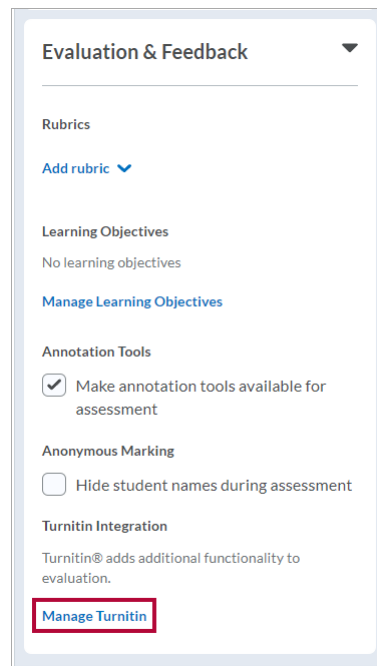 Evaluation & Feedback
Rubrics
Add rubric
Learning Objectives
No learning objectives
Manage Learning Objectives
Annotation Tools
Make annotation tools available for
assessment
Anonymous Marking
Hide student names during assessment
Turnitin Integration
Turnitin® adds additional functionality to
evaluation.
Manage Turnitin